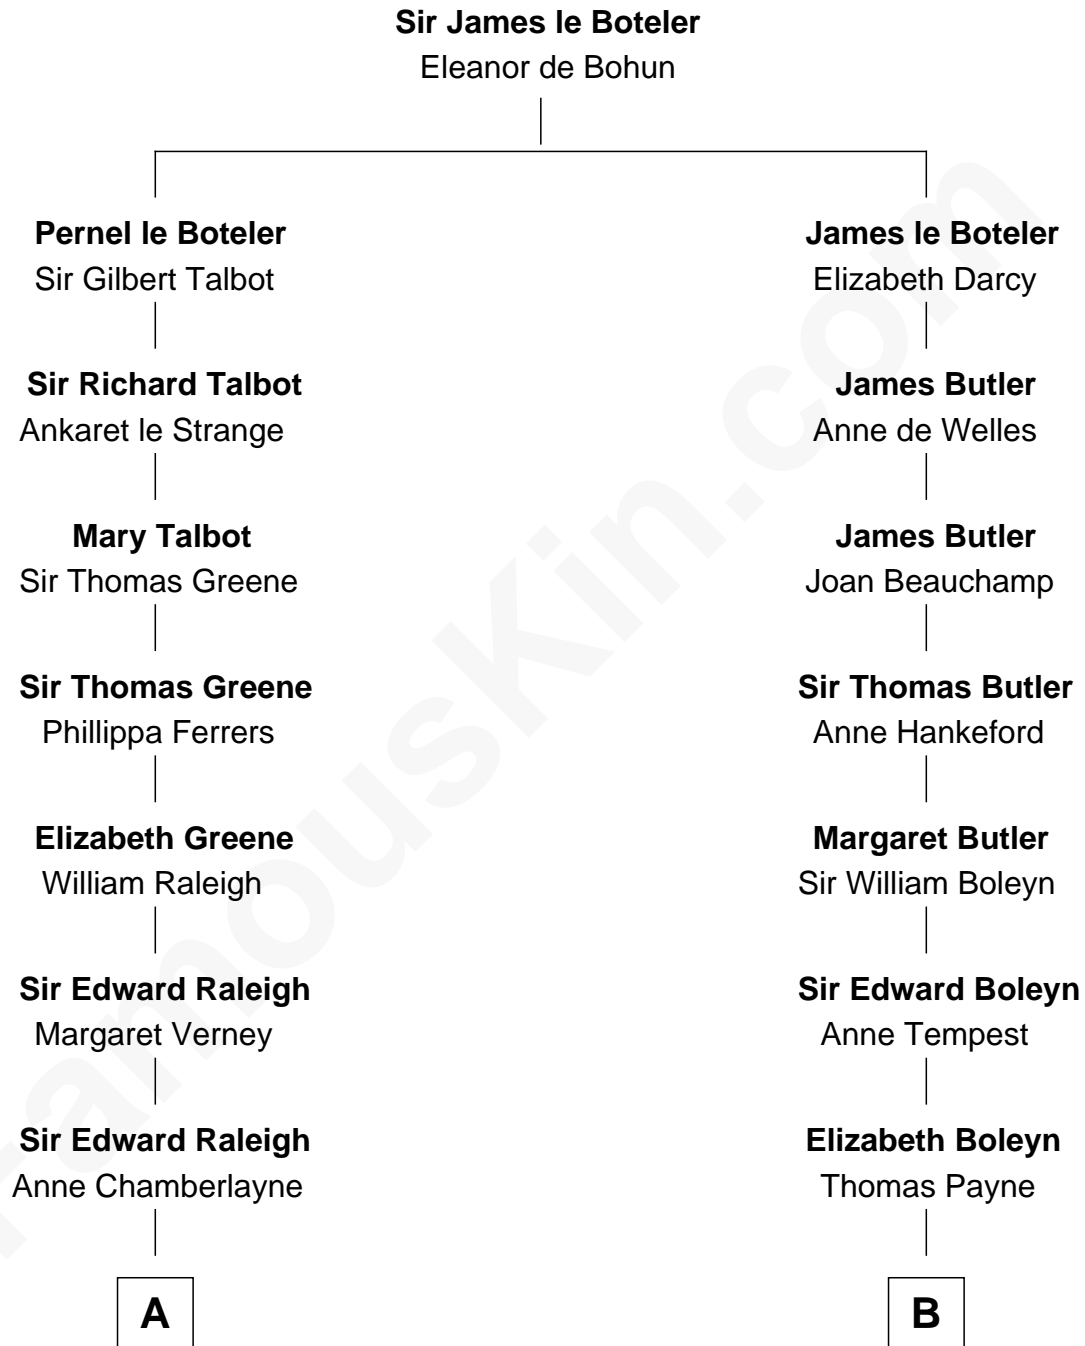 Sir James le Boteler
Eleanor de Bohun
Pernel le Boteler
Sir Gilbert Talbot
James le Boteler
Elizabeth Darcy
Sir Richard Talbot
Ankaret le Strange
James Butler
Anne de Welles
Mary Talbot
Sir Thomas Greene
James Butler
Joan Beauchamp
Sir Thomas Greene
Phillippa Ferrers
Sir Thomas Butler
Anne Hankeford
Elizabeth Greene
William Raleigh
Margaret Butler
Sir William Boleyn
Sir Edward Raleigh
Margaret Verney
Sir Edward Boleyn
Anne Tempest
Sir Edward Raleigh
Anne Chamberlayne
Elizabeth Boleyn
Thomas Payne
A
B
FamousKin.com